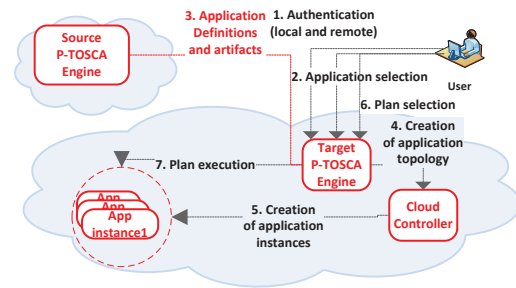 Source
P-TOSCA
Engine
3. Application
Definitions
and artifacts
1. Authentication
(local and remote)
2. Application selection
User
6. Plan selection
4. Creation
of application
topology
Target
P-TOSCA
Engine
7. Plan execution
App
App
App
instance1
5. Creation
of application
instances
Cloud
Controller